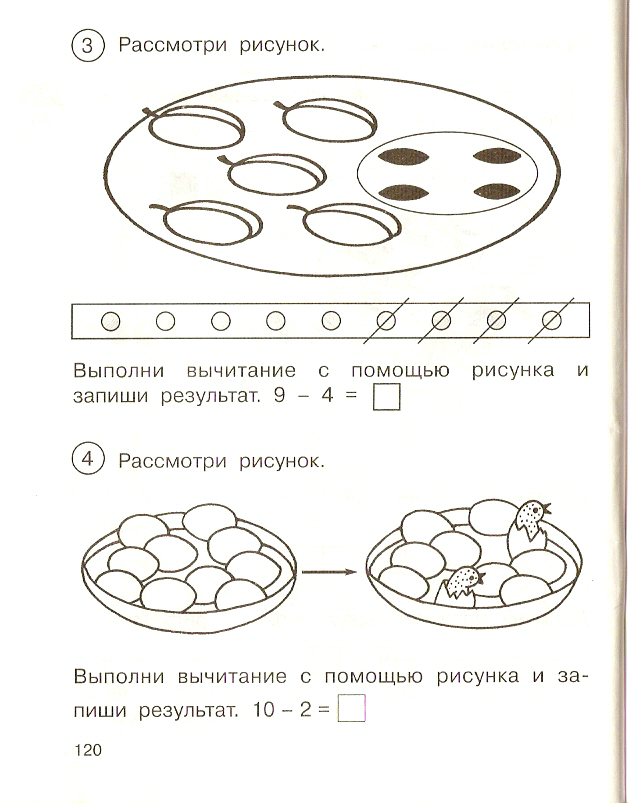 3 Рассмотри рисунок.
Выполни вычитание с помощью рисунка и
запиши результат. 9 – 4 =
4 Рассмотри рисунок.
Выполни вычитание с помощью рисунка и за-
пиши результат. 10 – 2 =
120